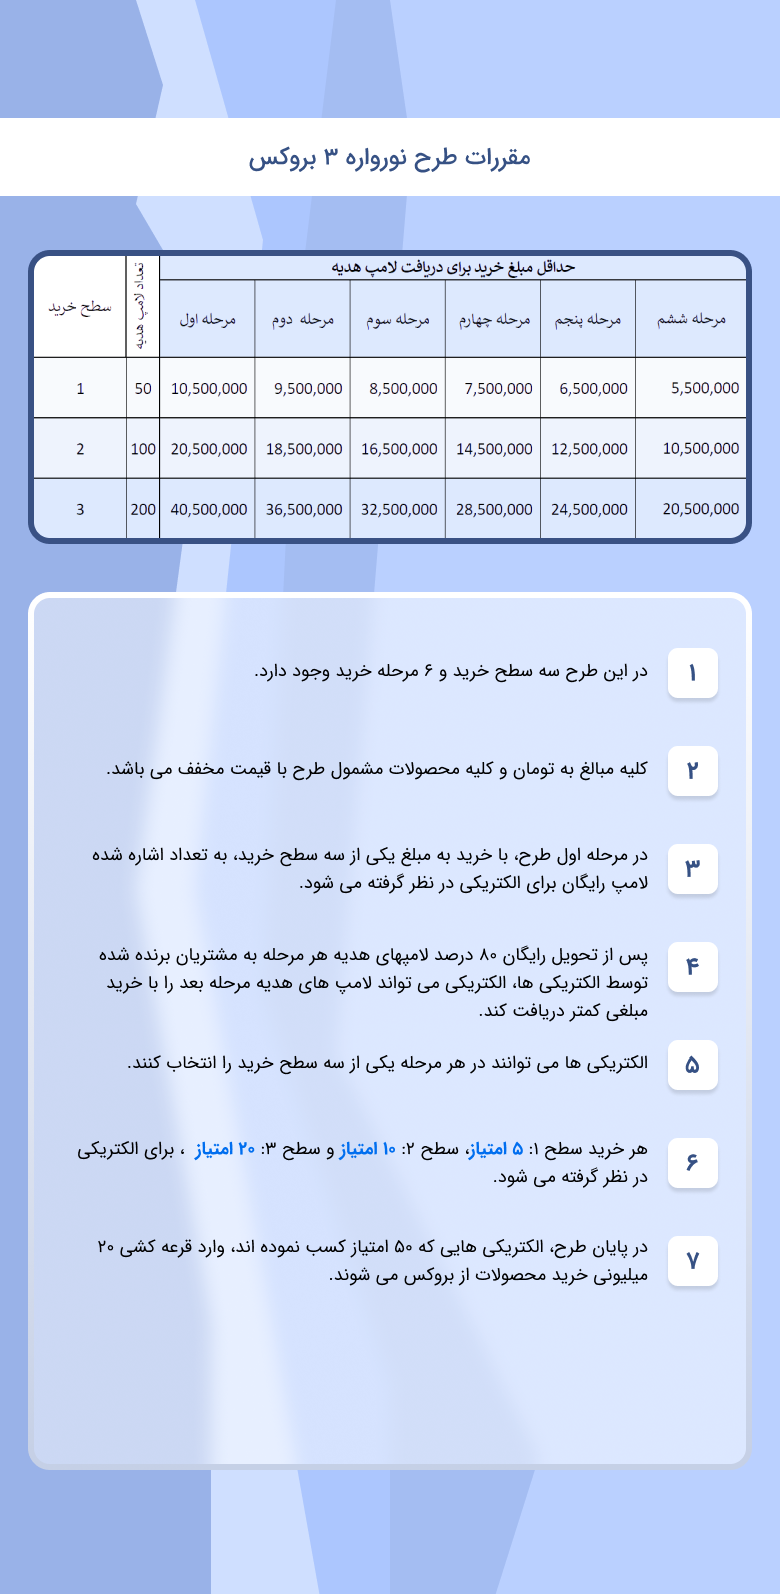 مقررات طرح نورواره ۳ بروکس
سطح خرید تعداد لامپ هدیه حداقل مبلغ خرید برای دریافت لامپ هدیه
مرحله اول مرحله دوم مرحله سوم مرحله چهارم مرحله پنجم مرحله ششم
1 50 10,500,000 9,500,000 8,500,000 7,500,000 6,500,000 5,500,000
2 100 20,500,000 18,500,000 16,500,000 14,500,000 12,500,000 10,500,000
3 200 40,500,000 36,500,000 32,500,000 28,500,000 24,500,000 20,500,000
۱ در این طرح سه سطح خرید و ۶ مرحله خرید وجود دارد.
۲ کلیه مبالغ به تومان و کلیه محصولات مشمول طرح با قیمت مخفف می باشد.
۳ در مرحله اول طرح، با خرید به مبلغ یکی از سه سطح خرید، به تعداد اشاره شده
لامپ رایگان برای الکتریکی در نظر گرفته می شود.
۴ پس از تحویل رایگان ۸۰ درصد لامپهای هدیه هر مرحله به مشتریان برنده شده
توسط الکتریکی ها، الکتریکی می تواند لامپ های هدیه مرحله بعد را با خرید
مبلغی کمتر دریافت کند.
۵ الکتریکی ها می توانند در هر مرحله یکی از سه سطح خرید را انتخاب کنند.
۶ هر خرید سطح ۱: ۵ امتیاز، سطح ۲: ۱۰ امتیاز و سطح ۳: ۲۰ امتیاز ، برای الکتریکی
در نظر گرفته می شود.
۷ در پایان طرح، الکتریکی هایی که ۵۰ امتیاز کسب نموده اند، وارد قرعه کشی ۲۰
میلیونی خرید محصولات از بروکس می شوند.